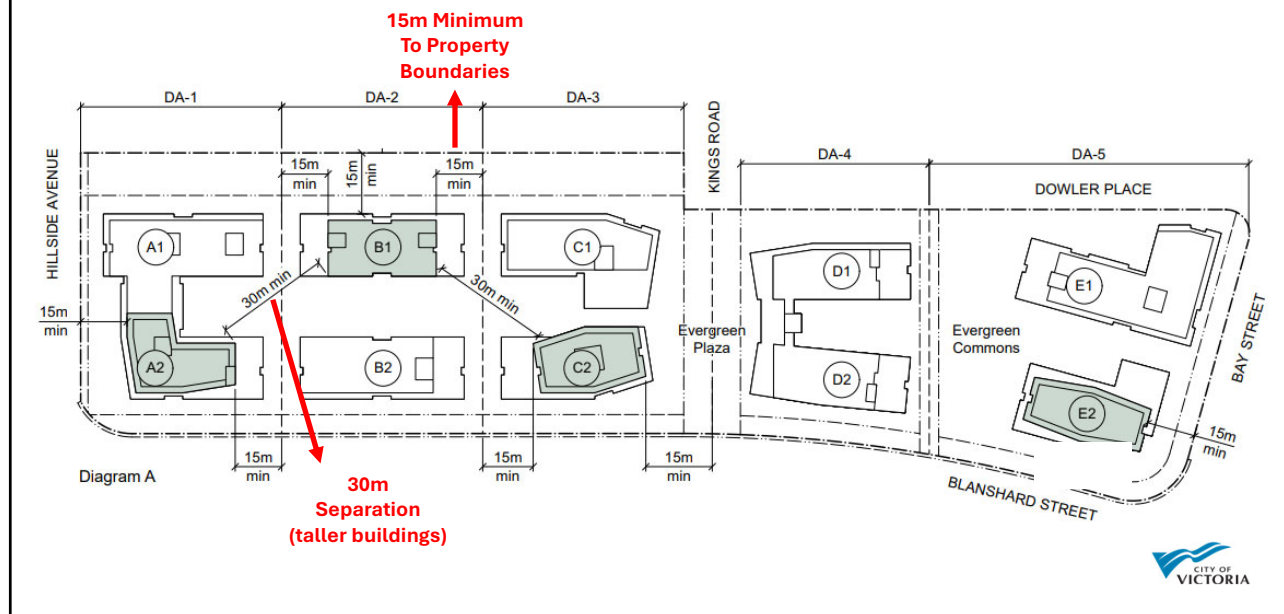 15m Minimum
To Property
Boundaries
DA-1
DA-2
DA-3
KINGS ROAD
DA-4
DA-5
HILLSIDE AVENUE
15m
min
15m
min
15m
min
DOWLER PLACE
A1
B1
C1
D1
E1
30m min
30m min
15m
min
Evergreen
Plaza
Evergreen
Commons
BAY STREET
A2
B2
C2
D2
E2
15m
min
15m
min
15m
min
15m
min
Diagram A
30m
Separation
(taller buildings)
BLANSHARD STREET
CITY OF
VICTORIA